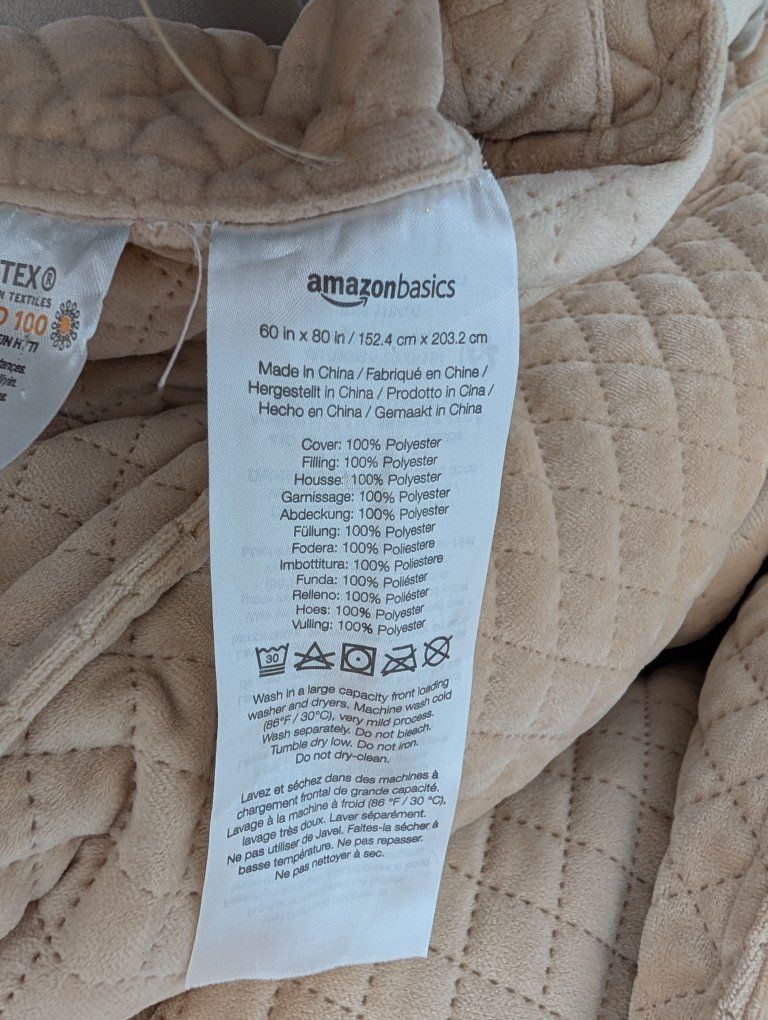 TEX®
N TEXTILES
100
amazonbasics
60 in x 80 in / 152.4 cm x 203.2 cm
Made in China / Fabriqué en Chine /
Hergestellt in China / Prodotto in Cina /
Hecho en China / Gemaakt in China
Cover: 100% Polyester
Filling: 100% Polyester
Housse: 100% Polyester
Garnissage: 100% Polyester
Abdeckung: 100% Polyester
Füllung: 100% Polyester
Fodera: 100% Poliestere
Imbottitura: 100% Poliestere
Funda: 100% Poliéster
Relleno: 100% Poliéster
Hoes: 100% Polyester
Vulling: 100% Polyester
30
Wash in a large capacity front loading
washer and dryers. Machine wash cold
(86°F / 30°C), very mild process.
Wash separately. Do not bleach.
Tumble dry low. Do not iron.
Do not dry-clean.
Lavez et séchez dans des machines à
chargement frontal de grande capacité.
Lavage à la machine à froid (86 °F / 30 °C),
lavage très doux. Laver séparément.
Ne pas utiliser de Javel. Faites-la sécher à
basse température. Ne pas repasser.
Ne pas nettoyer à sec.